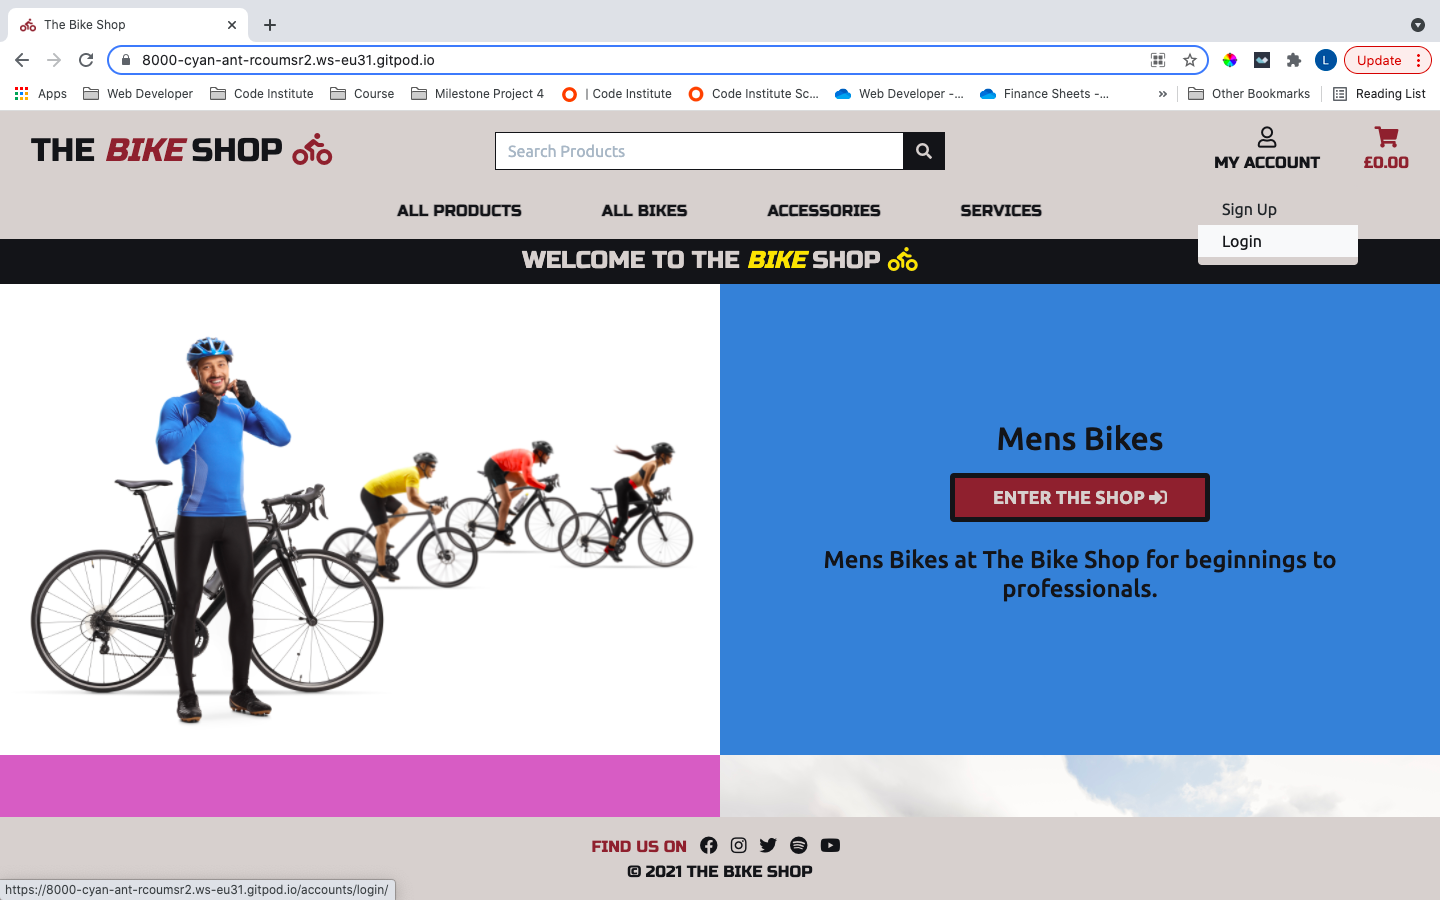 The Bike Shop
8000-cyan-ant-rcoumsr2.ws-eu31.gitpod.io
L
Update
Apps
Web Developer
Code Institute
Course
Milestone Project 4
| Code Institute
Code Institute Sc...
Web Developer -...
Finance Sheets -...
»
Other Bookmarks
Reading List
THE BIKE SHOP
Search Products
MY ACCOUNT
£0.00
ALL PRODUCTS
ALL BIKES
ACCESSORIES
SERVICES
Sign Up
Login
WELCOME TO THE BIKE SHOP
Mens Bikes
ENTER THE SHOP
Mens Bikes at The Bike Shop for beginnings to
professionals.
FIND US ON
© 2021 THE BIKE SHOP
https://8000-cyan-ant-rcoumsr2.ws-eu31.gitpod.io/accounts/login/